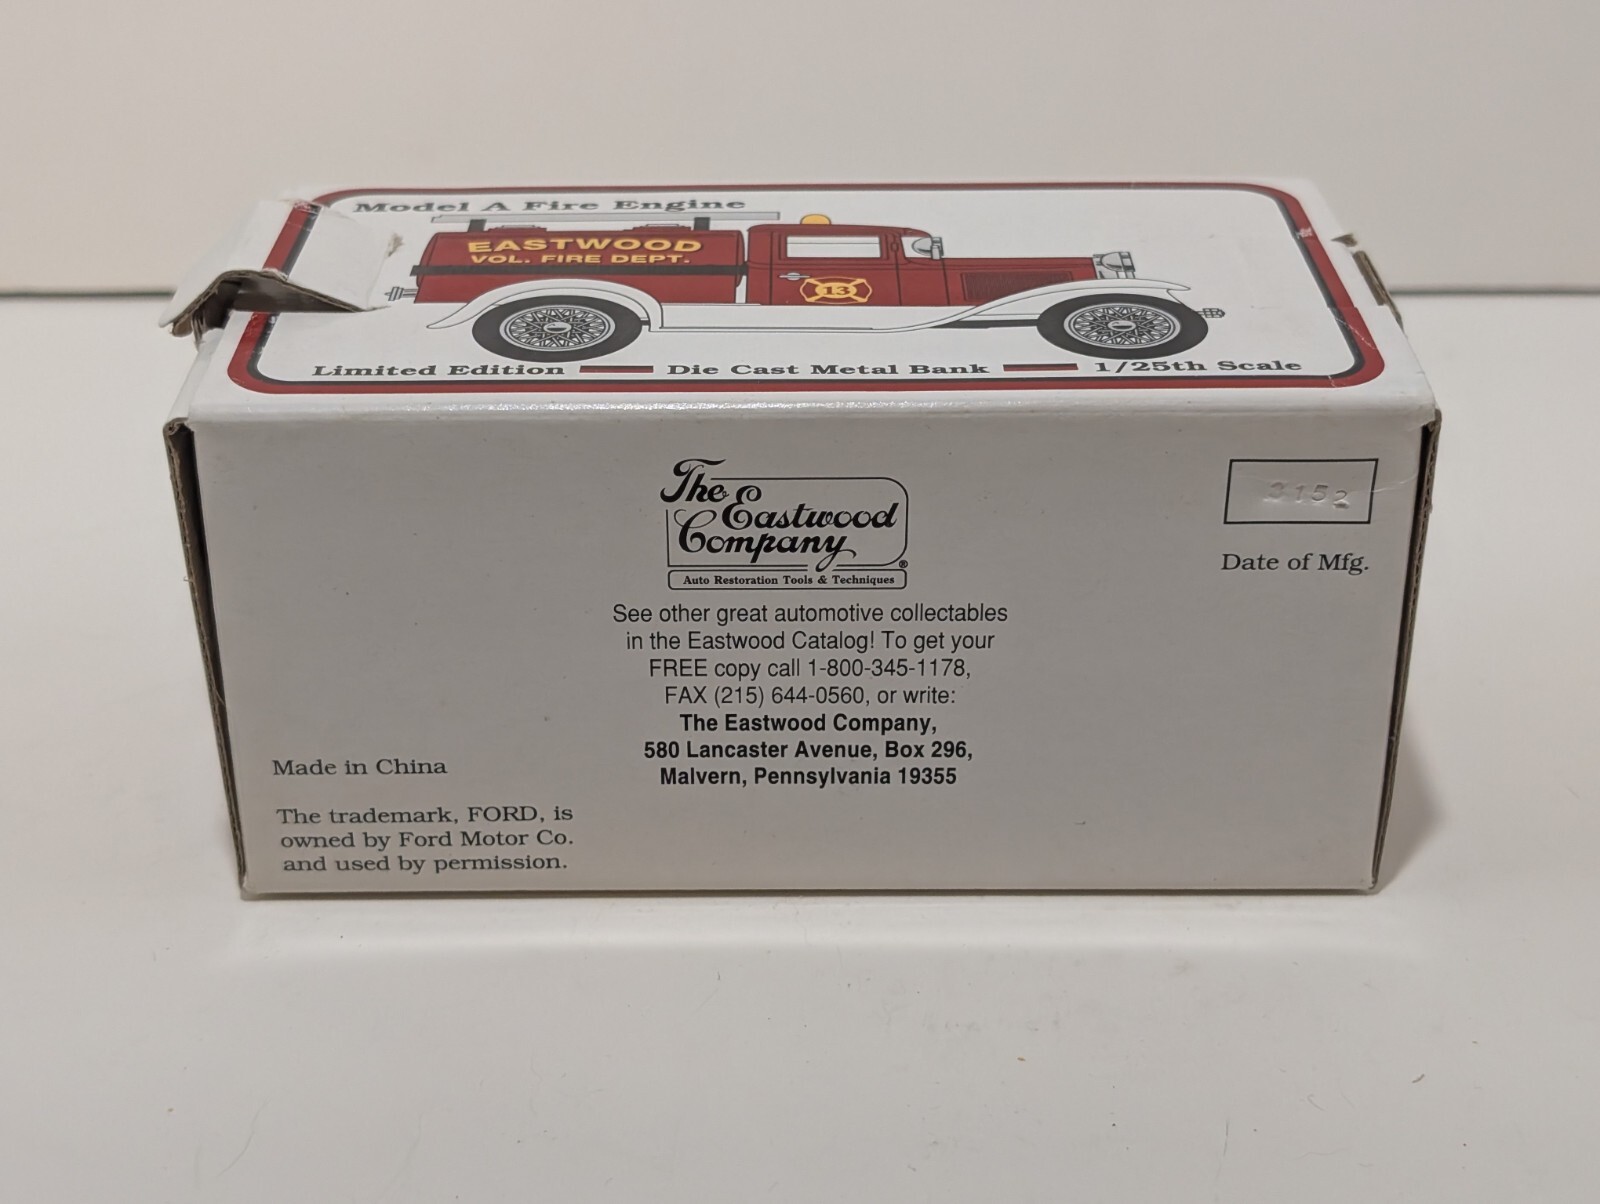 Model A Fire Engine
EASTWOOD
VOL. FIRE DEPT.
13
Limited Edition Die Cast Metal Bank 1/25th Scale
The
Eastwood
Company
®
Auto Restoration Tools & Techniques
See other great automotive collectables
in the Eastwood Catalog! To get your
FREE copy call 1-800-345-1178,
FAX (215) 644-0560, or write:
The Eastwood Company,
580 Lancaster Avenue, Box 296,
Malvern, Pennsylvania 19355
3152
Date of Mfg.
Made in China
The trademark, FORD, is
owned by Ford Motor Co.
and used by permission.